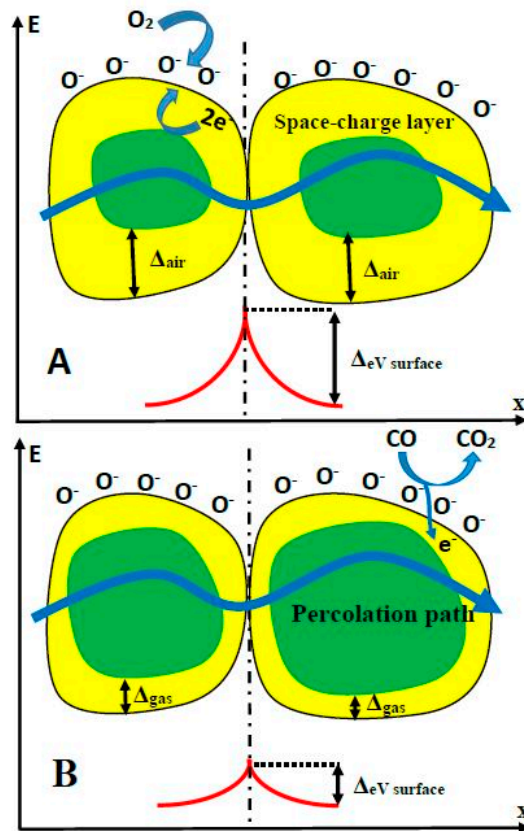 E
O₂
O⁻ O⁻ O⁻ O⁻ O⁻ O⁻ O⁻ O⁻ O⁻ O⁻
2e⁻
Space-charge layer
Δair Δair
A
ΔeV surface
x
E
CO CO₂
O⁻ O⁻ O⁻ O⁻ O⁻ O⁻ O⁻ O⁻ O⁻ O⁻ O⁻
e⁻
Percolation path
Δgas Δgas
B
ΔeV surface
x